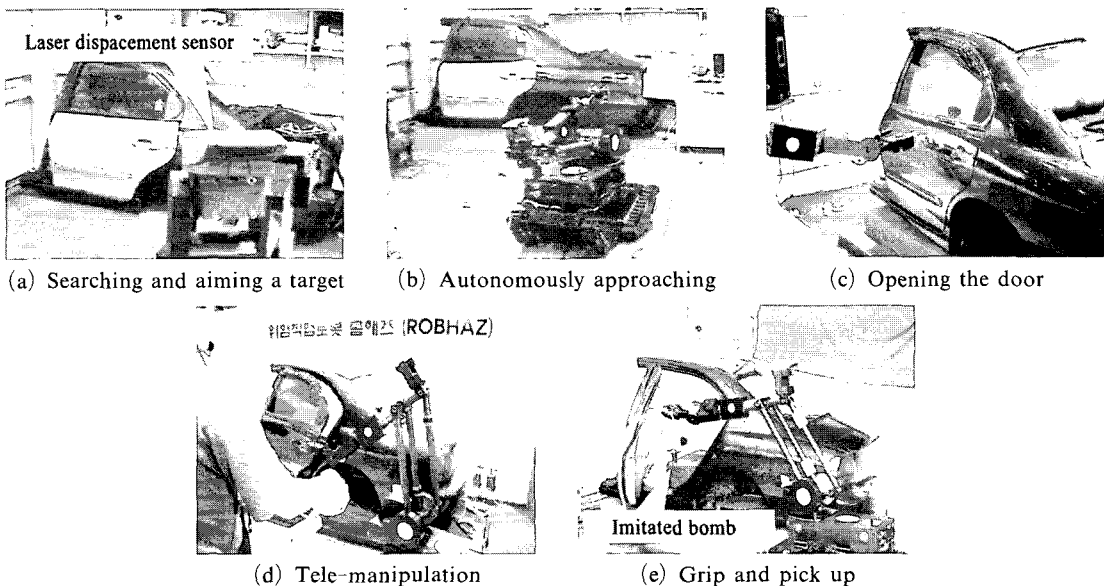 Laser dispacement sensor
(a) Searching and aiming a target
(b) Autonomously approaching
(c) Opening the door
위험작업로봇 롭해즈 (ROBHAZ)
Imitated bomb
(d) Tele-manipulation
(e) Grip and pick up